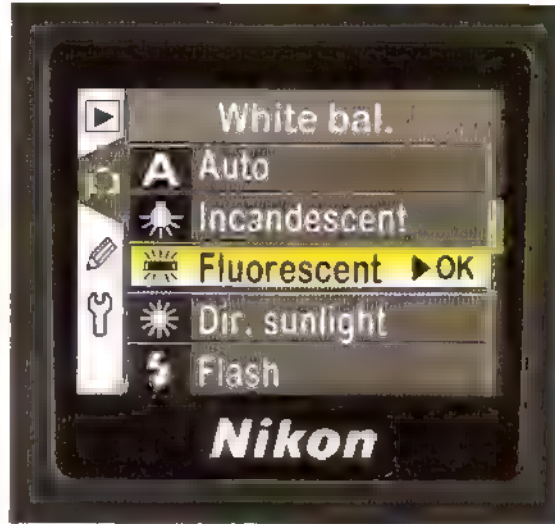 White bal.
A Auto
Incandescent
Fluorescent ▶OK
Dir. sunlight
Flash
Nikon